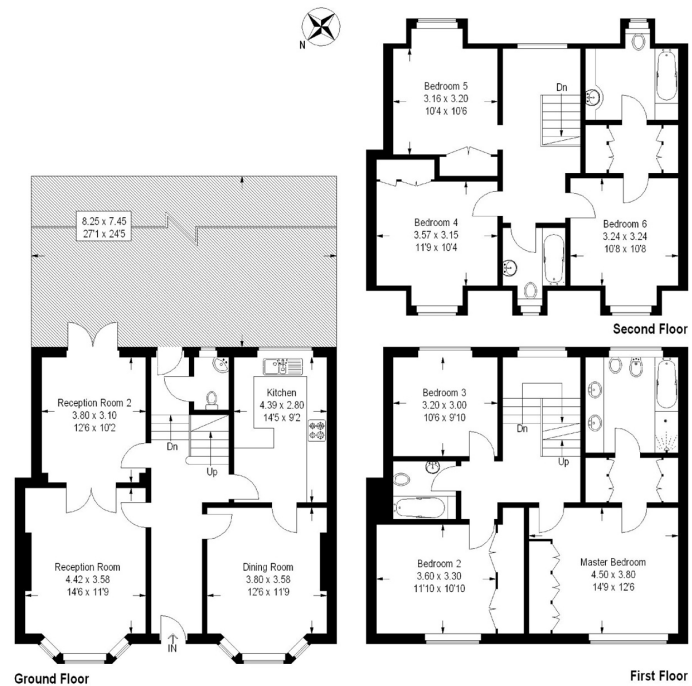 N
Bedroom 5
3.16 x 3.20
10'4 x 10'6
Dn
Bedroom 4
3.57 x 3.15
11'9 x 10'4
Bedroom 6
3.24 x 3.24
10'8 x 10'8
Second Floor
8.25 x 7.45
27'1 x 24'5
Reception Room 2
3.80 x 3.10
12'6 x 10'2
Kitchen
4.39 x 2.80
14'5 x 9'2
Dn
Up
Reception Room
4.42 x 3.58
14'6 x 11'9
Dining Room
3.80 x 3.58
12'6 x 11'9
IN
Ground Floor
Bedroom 3
3.20 x 3.00
10'6 x 9'10
Dn
Up
Bedroom 2
3.60 x 3.30
11'10 x 10'10
Master Bedroom
4.50 x 3.80
14'9 x 12'6
First Floor